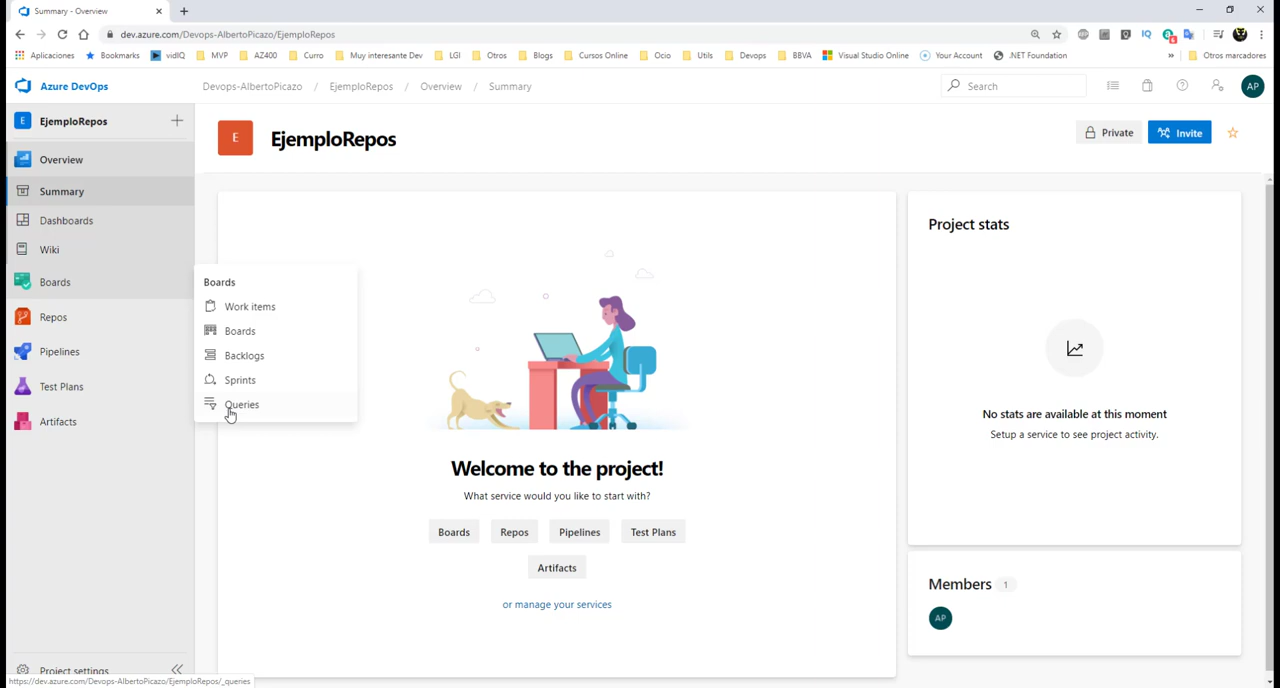 Summary - Overview
dev.azure.com/Devops-AlbertoPicazo/EjemploRepos
Aplicaciones Bookmarks vidIQ MVP AZ400 Curro Muy interesante Dev LGI Otros Blogs Cursos Online Ocio Utils Devops BBVA Visual Studio Online Your Account .NET Foundation » Otros marcadores
Azure DevOps Devops-AlbertoPicazo / EjemploRepos / Overview / Summary Search AP
E EjemploRepos
Overview
Summary
Dashboards
Wiki
Boards
Repos
Pipelines
Test Plans
Artifacts
Project settings
Boards
Work items
Boards
Backlogs
Sprints
Queries
E EjemploRepos
Private Invite
Welcome to the project!
What service would you like to start with?
Boards Repos Pipelines Test Plans
Artifacts
or manage your services
Project stats
No stats are available at this moment
Setup a service to see project activity.
Members 1
AP
https://dev.azure.com/Devops-AlbertoPicazo/EjemploRepos/_queries